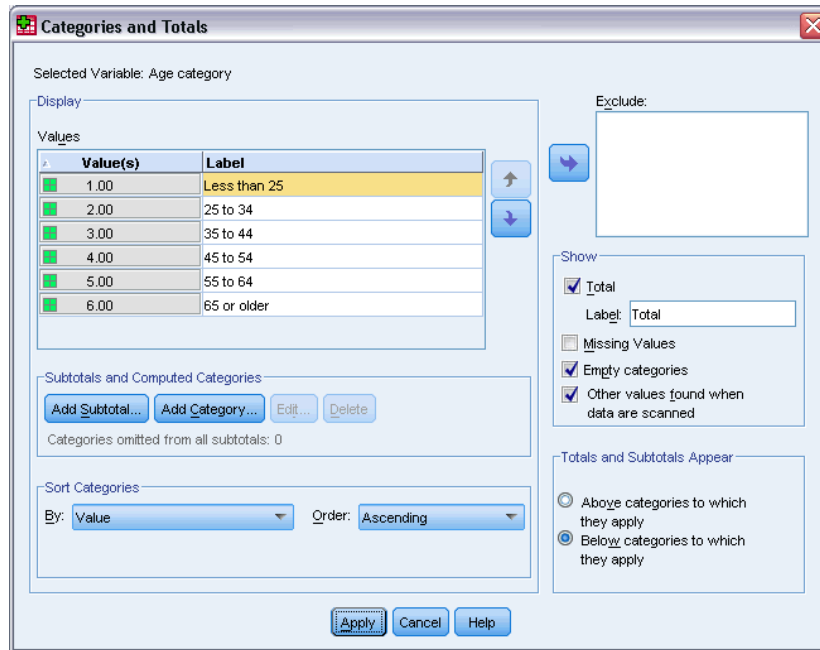 Categories and Totals
Selected Variable: Age category
Display
Values
Value(s) Label
1.00 Less than 25
2.00 25 to 34
3.00 35 to 44
4.00 45 to 54
5.00 55 to 64
6.00 65 or older
Subtotals and Computed Categories
Add Subtotal... Add Category... Edit... Delete
Categories omitted from all subtotals: 0
Sort Categories
By: Value Order: Ascending
Exclude:
Show
Total
Label: Total
Missing Values
Empty categories
Other values found when
data are scanned
Totals and Subtotals Appear
Above categories to which
they apply
Below categories to which
they apply
Apply Cancel Help